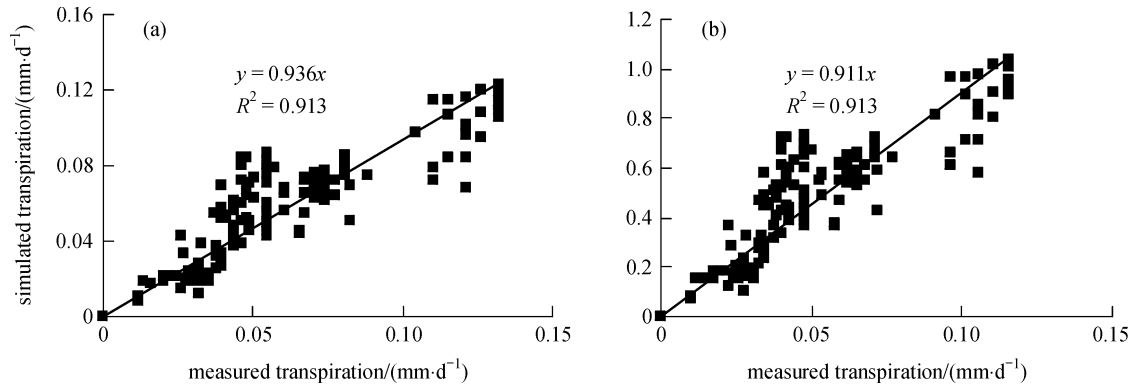 (a)
y = 0.936x
R² = 0.913
simulated transpiration/(mm·d⁻¹)
0.16
0.12
0.08
0.04
0
0 0.05 0.10 0.15
measured transpiration/(mm·d⁻¹)
(b)
y = 0.911x
R² = 0.913
1.2
1.0
0.8
0.6
0.4
0.2
0
0 0.05 0.10 0.15
measured transpiration/(mm·d⁻¹)